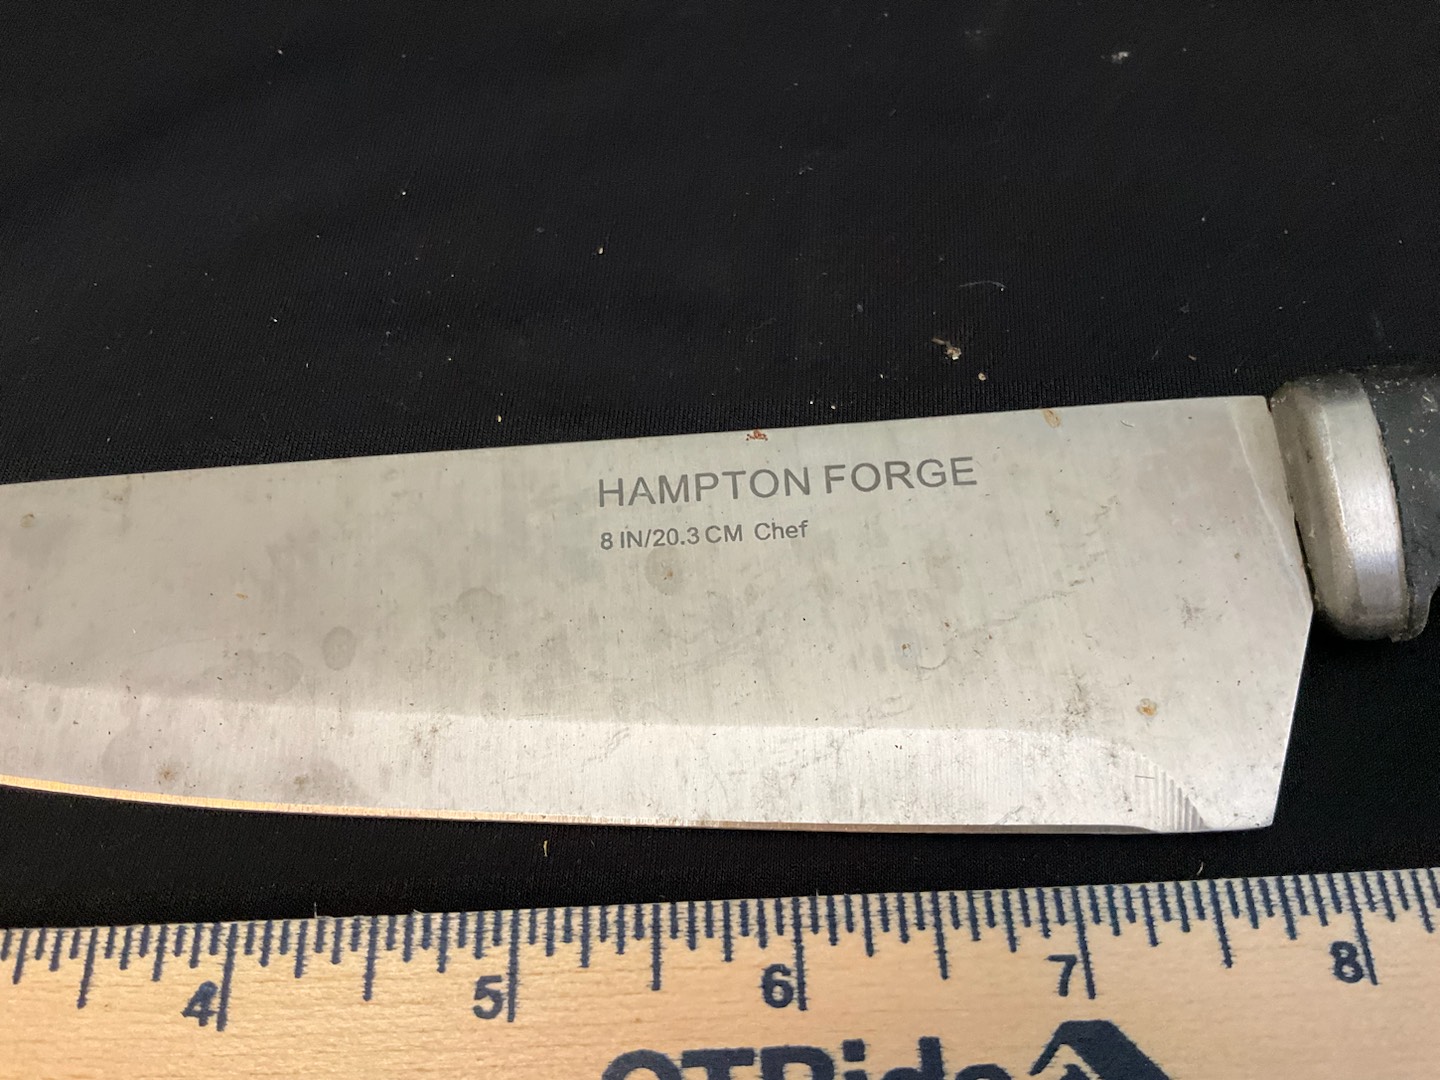 HAMPTON FORGE
8 IN/20.3 CM Chef
4 5 6 7 8